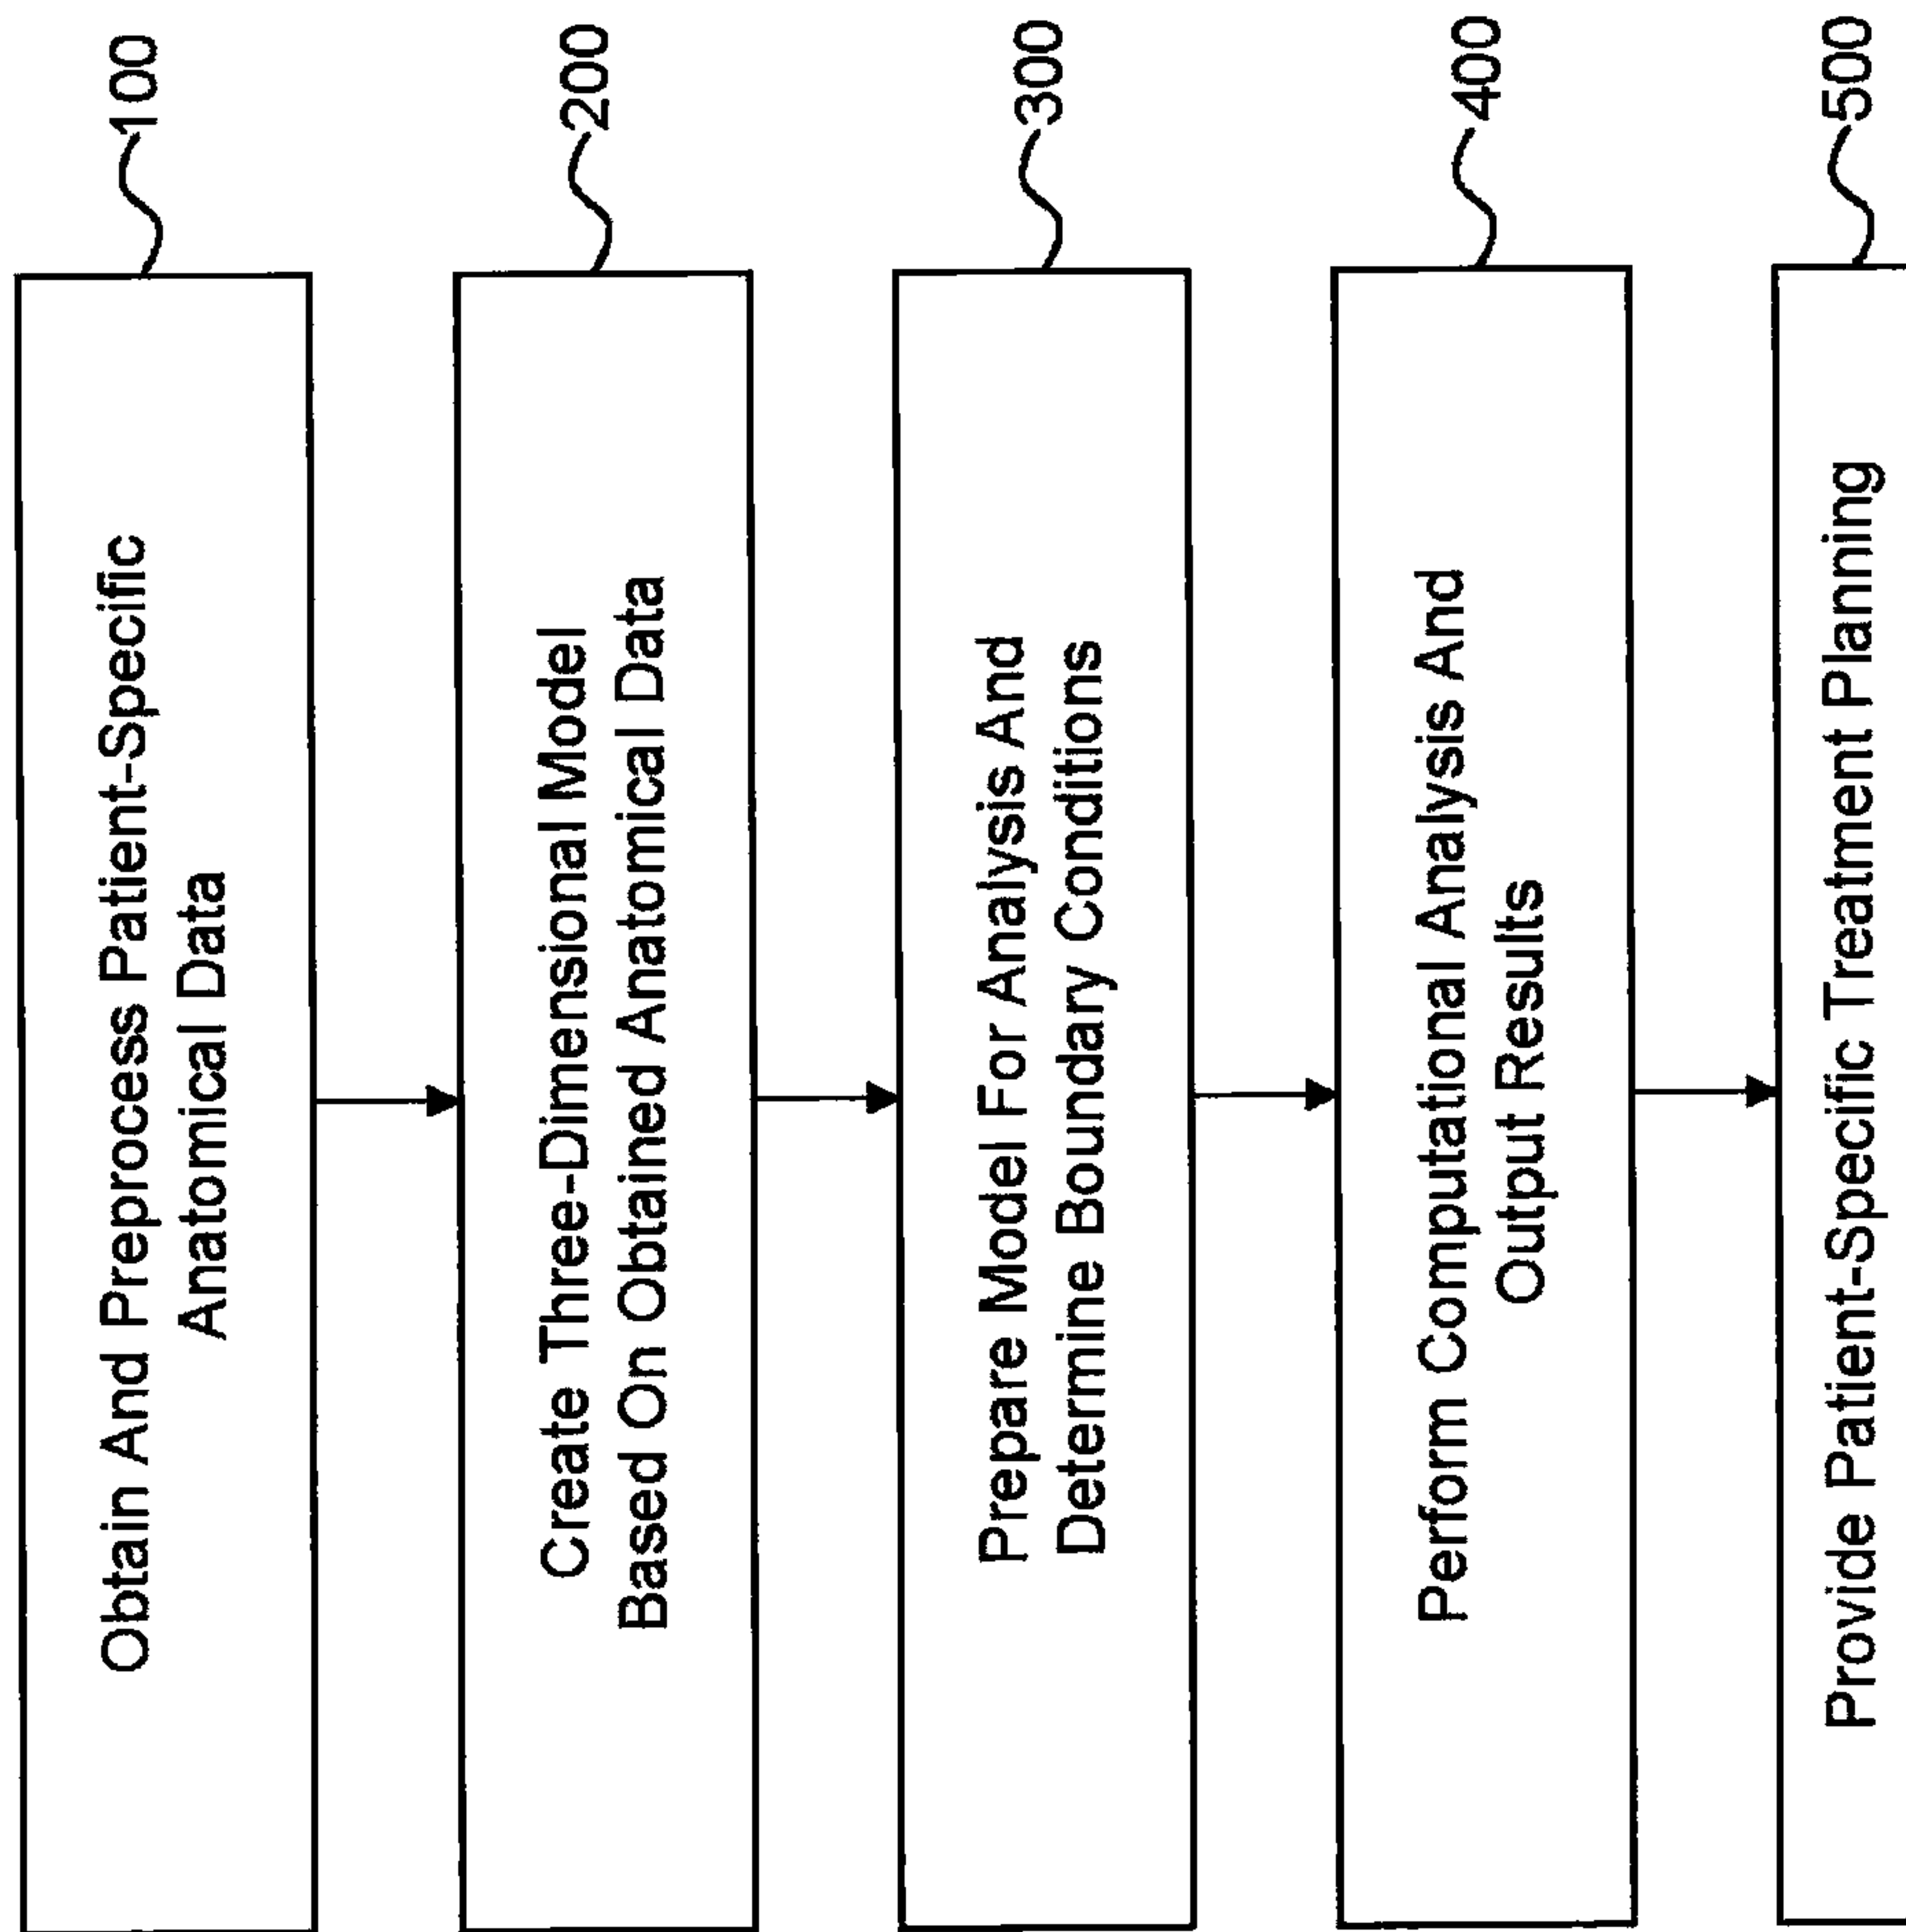 Obtain And Preprocess Patient-Specific
Anatomical Data
100
Create Three-Dimensional Model
Based On Obtained Anatomical Data
200
Prepare Model For Analysis And
Determine Boundary Conditions
300
Perform Computational Analysis And
Output Results
400
Provide Patient-Specific Treatment Planning
500